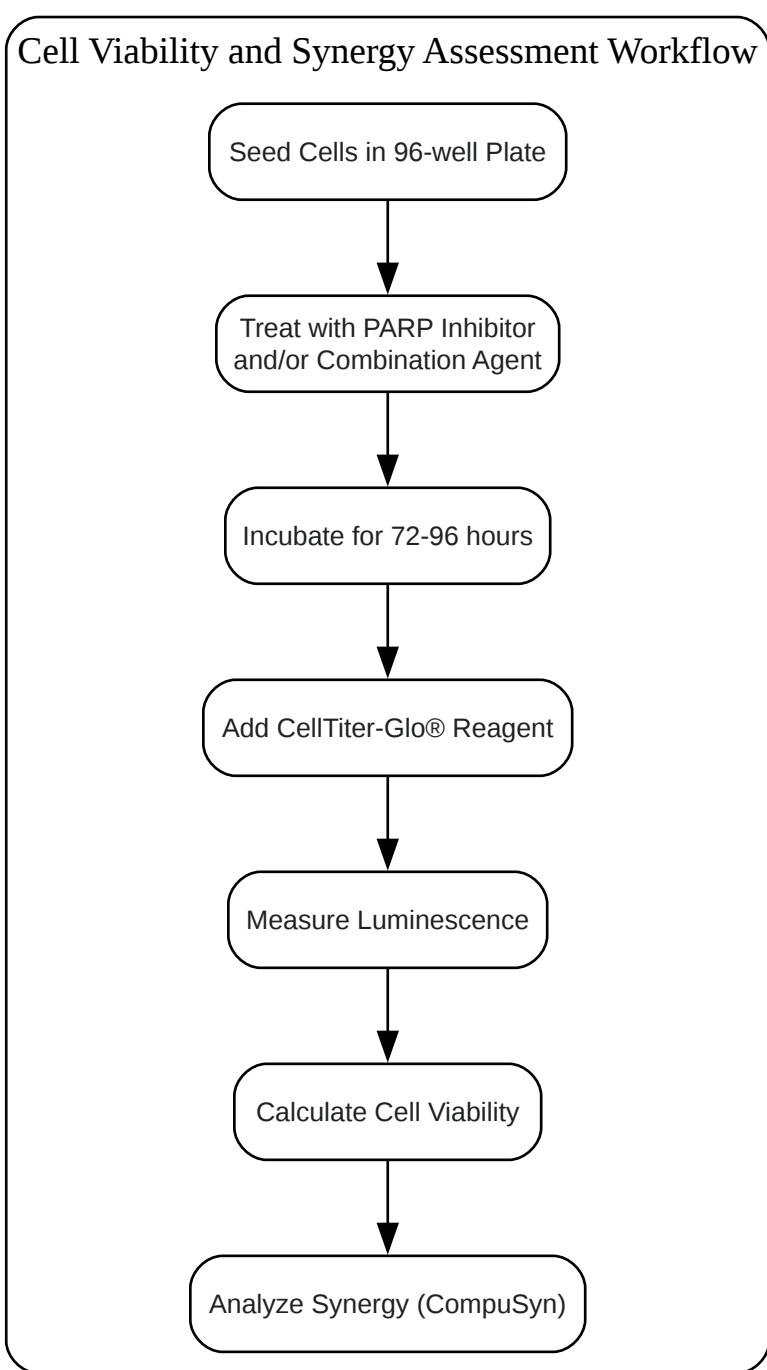 Cell Viability and Synergy Assessment Workflow
Seed Cells in 96-well Plate
Treat with PARP Inhibitor
and/or Combination Agent
Incubate for 72-96 hours
Add CellTiter-Glo® Reagent
Measure Luminescence
Calculate Cell Viability
Analyze Synergy (CompuSyn)